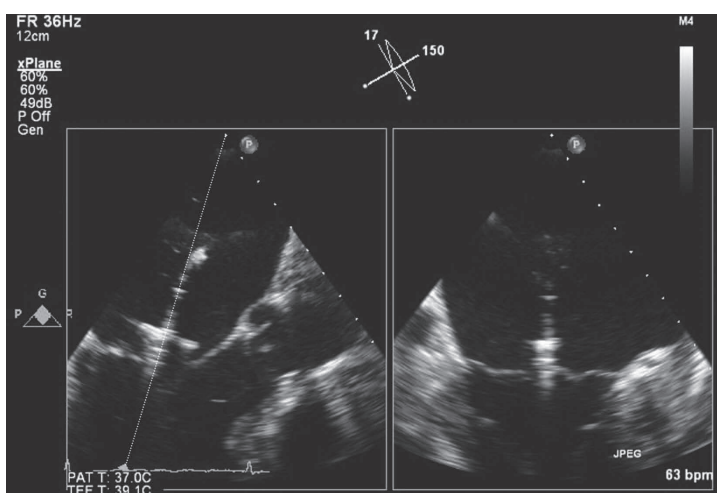 FR 36Hz
12cm
M4
17
150
xPlane
60%
60%
49dB
P Off
Gen
P
P
G
P R
JPEG
PAT T: 37.0C
TEE T: 39.1C
63 bpm